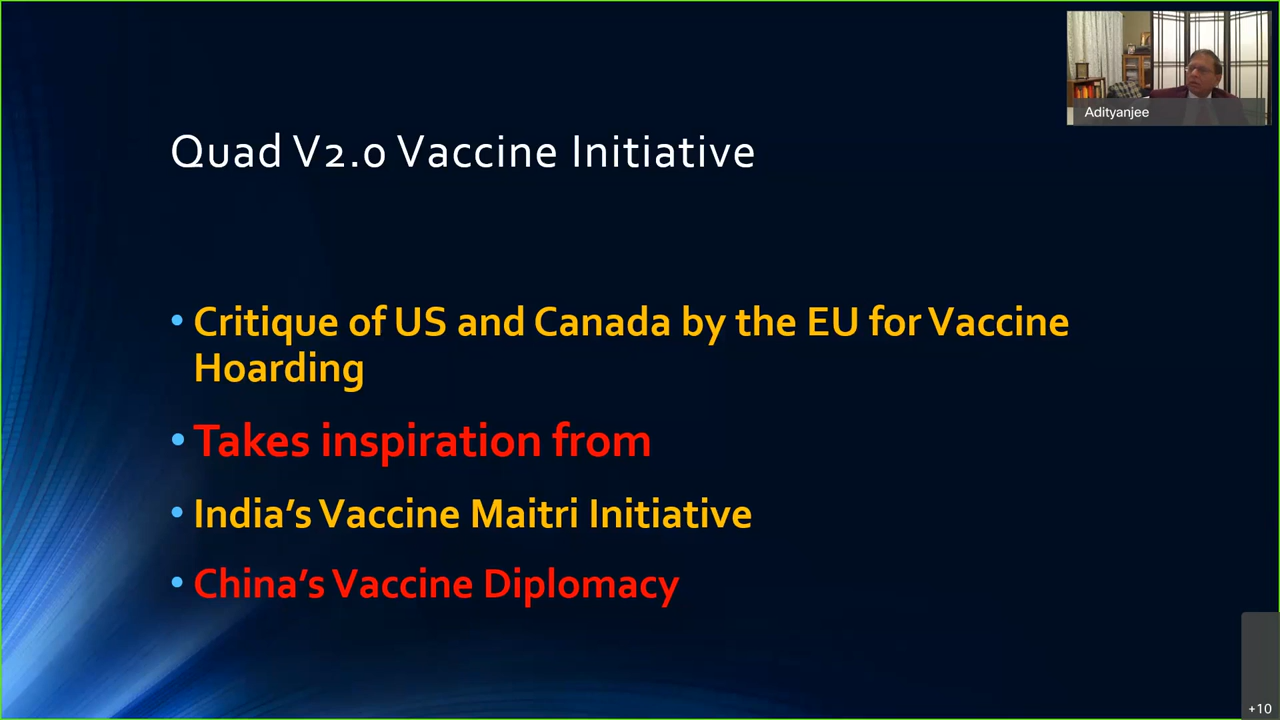 Adityanjee
Quad V2.0 Vaccine Initiative
• Critique of US and Canada by the EU for Vaccine
Hoarding
• Takes inspiration from
• India’s Vaccine Maitri Initiative
• China’s Vaccine Diplomacy
+10